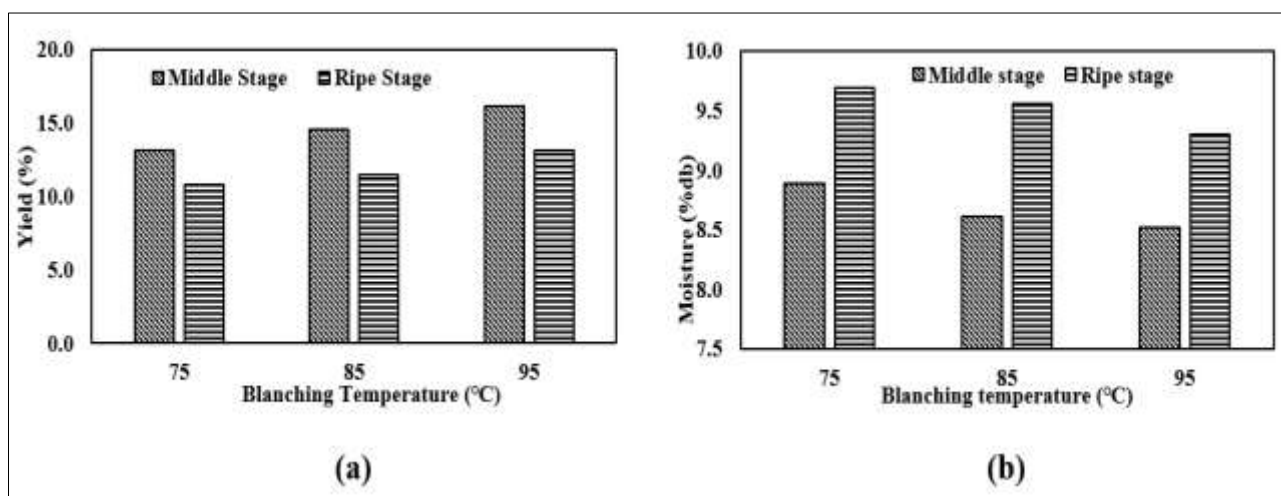 20.0
15.0
10.0
5.0
0.0
Yield (%)
Middle Stage Ripe Stage
75 85 95
Blanching Temperature (℃)
(a)
10.0
9.5
9.0
8.5
8.0
7.5
Moisture (%db)
Middle stage Ripe stage
75 85 95
Blanching temperature (℃)
(b)